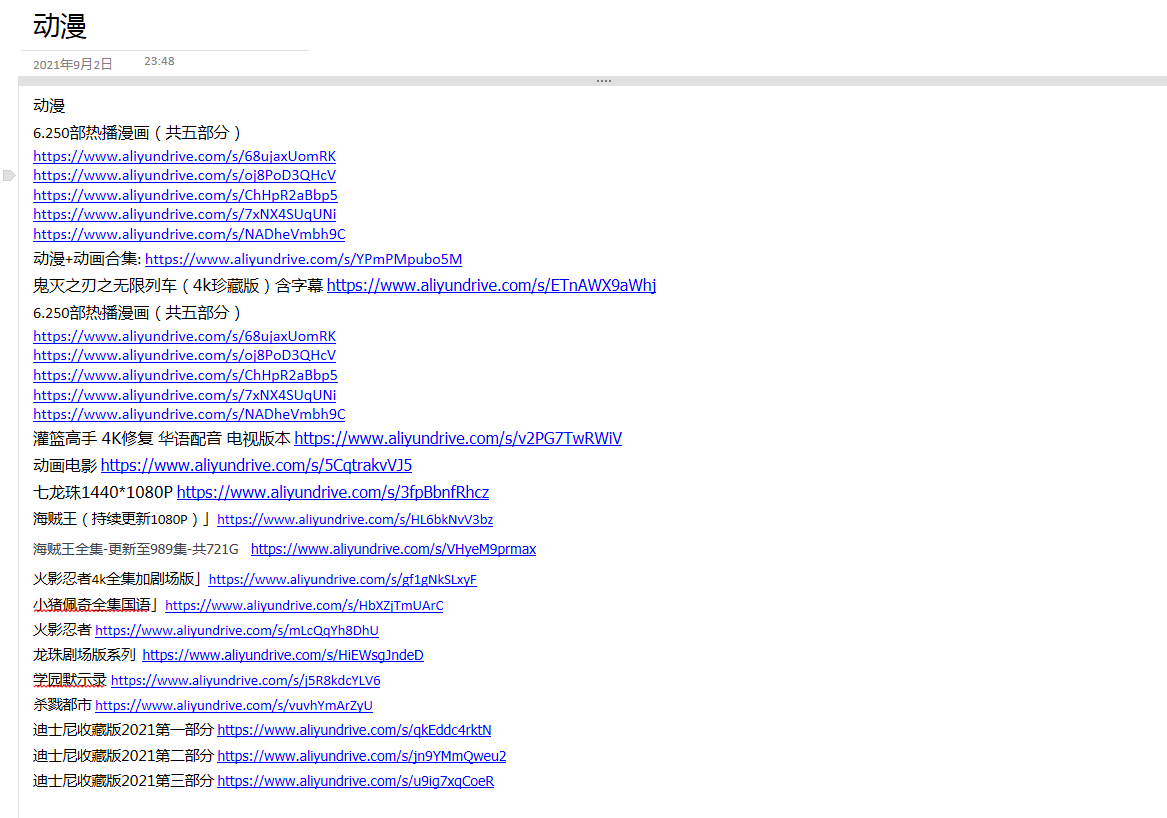 动漫
2021年9月2日 23:48
动漫
6.250部热播漫画（共五部分）
https://www.aliyundrive.com/s/68ujaxUomRK
https://www.aliyundrive.com/s/oj8PoD3QHcV
https://www.aliyundrive.com/s/ChHpR2aBbp5
https://www.aliyundrive.com/s/7xNX4SUqUNi
https://www.aliyundrive.com/s/NADheVmbh9C
动漫+动画合集: https://www.aliyundrive.com/s/YPmPMpubo5M
鬼灭之刃之无限列车（4k珍藏版）含字幕 https://www.aliyundrive.com/s/ETnAWX9aWhj
6.250部热播漫画（共五部分）
https://www.aliyundrive.com/s/68ujaxUomRK
https://www.aliyundrive.com/s/oj8PoD3QHcV
https://www.aliyundrive.com/s/ChHpR2aBbp5
https://www.aliyundrive.com/s/7xNX4SUqUNi
https://www.aliyundrive.com/s/NADheVmbh9C
灌篮高手 4K修复 华语配音 电视版本 https://www.aliyundrive.com/s/v2PG7TwRWiV
动画电影 https://www.aliyundrive.com/s/5CqtrakvVJ5
七龙珠1440*1080P https://www.aliyundrive.com/s/3fpBbnfRhcz
海贼王（持续更新1080P）」https://www.aliyundrive.com/s/HL6bkNvV3bz
海贼王全集-更新至989集-共721G https://www.aliyundrive.com/s/VHyeM9prmax
火影忍者4k全集加剧场版」https://www.aliyundrive.com/s/gf1gNkSLxyF
小猪佩奇全集国语」https://www.aliyundrive.com/s/HbXZjTmUArC
火影忍者 https://www.aliyundrive.com/s/mLcQqYh8DhU
龙珠剧场版系列 https://www.aliyundrive.com/s/HiEWsgJndeD
学园默示录 https://www.aliyundrive.com/s/j5R8kdcYLV6
杀戮都市 https://www.aliyundrive.com/s/vuvhYmArZyU
迪士尼收藏版2021第一部分 https://www.aliyundrive.com/s/qkEddc4rktN
迪士尼收藏版2021第二部分 https://www.aliyundrive.com/s/jn9YMmQweu2
迪士尼收藏版2021第三部分 https://www.aliyundrive.com/s/u9ig7xqCoeR